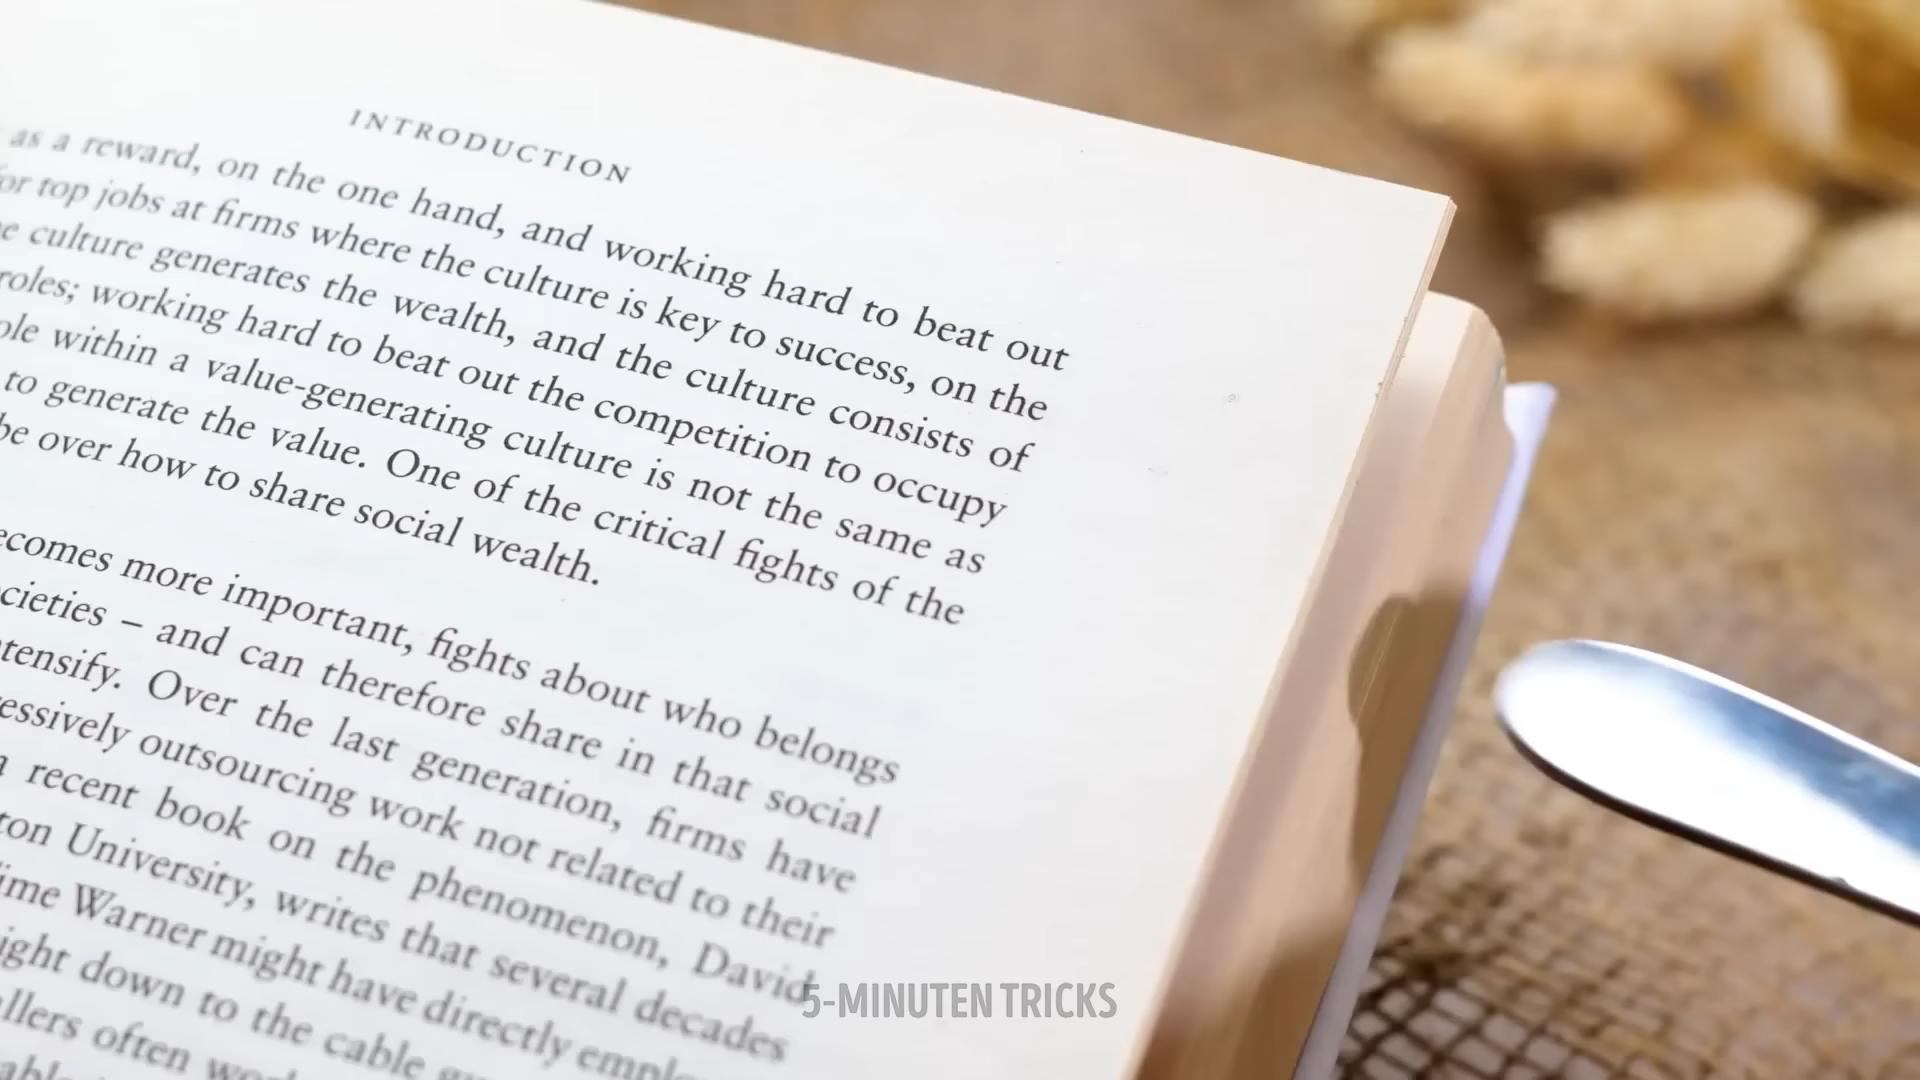 INTRODUCTION
as a reward, on the one hand, and working hard to beat out
for top jobs at firms where the culture is key to success, on the
culture generates the wealth, and the culture consists of
roles; working hard to beat out the competition to occupy
within a value-generating culture is not the same as
to generate the value. One of the critical fights of the
be over how to share social wealth.
ecomes more important, fights about who belongs
cieties – and can therefore share in that social
ntensify. Over the last generation, firms have
essively outsourcing work not related to their
recent book on the phenomenon, David
ton University, writes that several decades
ime Warner might have directly emplo
ight down to the cable
llers often
5-MINUTEN TRICKS